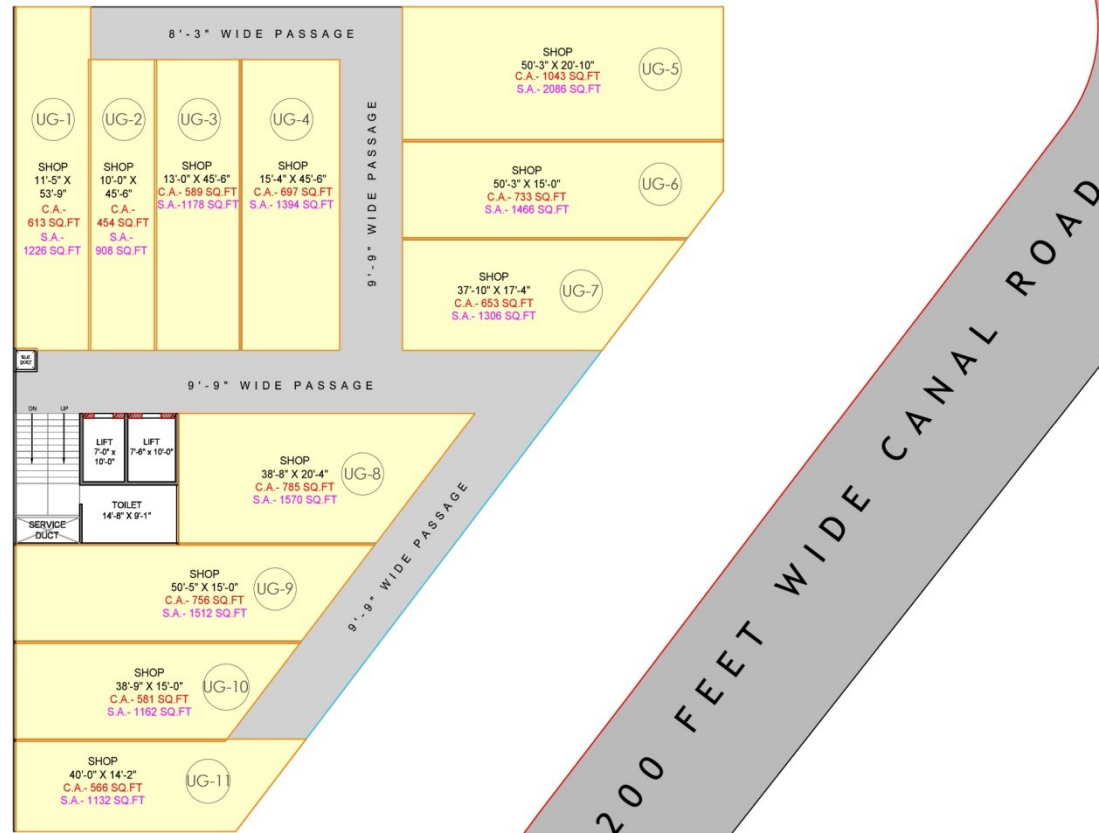 8'-3" WIDE PASSAGE
UG-1
SHOP
11'-5" X
53'-9"
C.A.-
613 SQ.FT
S.A.-
1226 SQ.FT
UG-2
SHOP
10'-0" X
45'-6"
C.A.-
454 SQ.FT
S.A.-
908 SQ.FT
UG-3
SHOP
13'-0" X 45'-6"
C.A.- 589 SQ.FT
S.A.-1178 SQ.FT
UG-4
SHOP
15'-4" X 45'-6"
C.A.- 697 SQ.FT
S.A.- 1394 SQ.FT
9'-9" WIDE PASSAGE
SHOP
50'-3" X 20'-10"
C.A.- 1043 SQ.FT
S.A.- 2086 SQ.FT
UG-5
SHOP
50'-3" X 15'-0"
C.A.- 733 SQ.FT
S.A.- 1466 SQ.FT
UG-6
SHOP
37'-10" X 17'-4"
C.A.- 653 SQ.FT
S.A.- 1306 SQ.FT
UG-7
DUCT
9'-9" WIDE PASSAGE
DN UP
LIFT
7'-0" x
10'-0"
LIFT
7'-6" x 10'-0"
TOILET
14'-8" X 9'-1"
SERVICE
DUCT
SHOP
38'-8" X 20'-4"
C.A.- 785 SQ.FT
S.A.- 1570 SQ.FT
UG-8
9'-9" WIDE PASSAGE
SHOP
50'-5" X 15'-0"
C.A.- 756 SQ.FT
S.A.- 1512 SQ.FT
UG-9
SHOP
38'-9" X 15'-0"
C.A.- 581 SQ.FT
S.A.- 1162 SQ.FT
UG-10
SHOP
40'-0" X 14'-2"
C.A.- 566 SQ.FT
S.A.- 1132 SQ.FT
UG-11
200 FEET WIDE CANAL ROAD